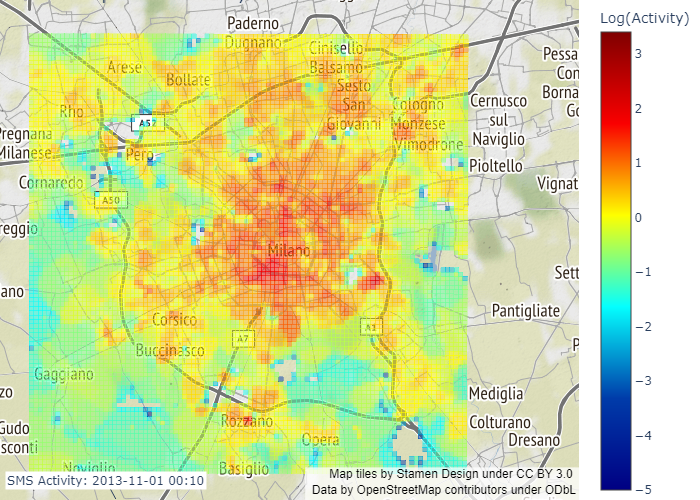 Log(Activity)
3
2
1
0
−1
−2
−3
−4
−5
Paderno
Dugnano
Cinisello
Balsamo
Arese
Bollate
Sesto
San
Giovanni
Rho
A52
Pero
Cologno
Monzese
Vimodrone
Cernusco
sul
Naviglio
Pioltello
Pessa
Con
Borna
Go
Vignat
Pregnana
Milanese
Cornaredo
A50
reggio
ano
Milano
Sett
Pantigliate
Corsico
A7
A1
Buccinasco
Gaggiano
zo
Gudo
sconti
Mediglia
Colturano
Dresano
P
Rozzano
Opera
Noviglio
Basiglio
SMS Activity: 2013-11-01 00:10
Map tiles by Stamen Design under CC BY 3.0
Data by OpenStreetMap contributors under ODbL